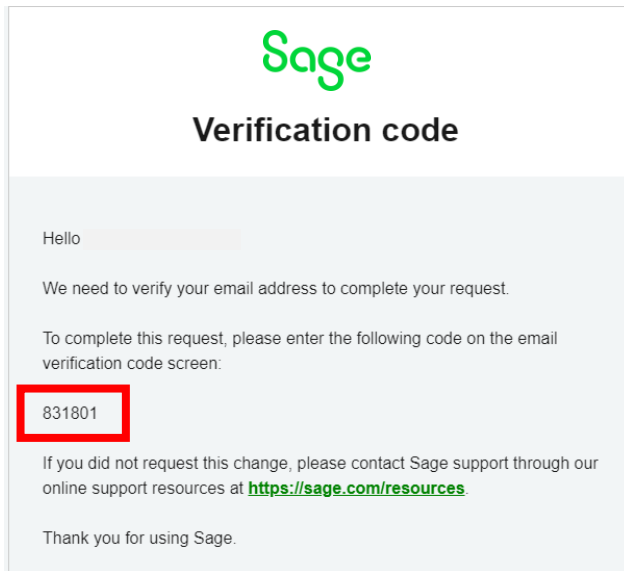 Sage
Verification code
Hello
We need to verify your email address to complete your request.
To complete this request, please enter the following code on the email
verification code screen:
831801
If you did not request this change, please contact Sage support through our
online support resources at https://sage.com/resources.
Thank you for using Sage.